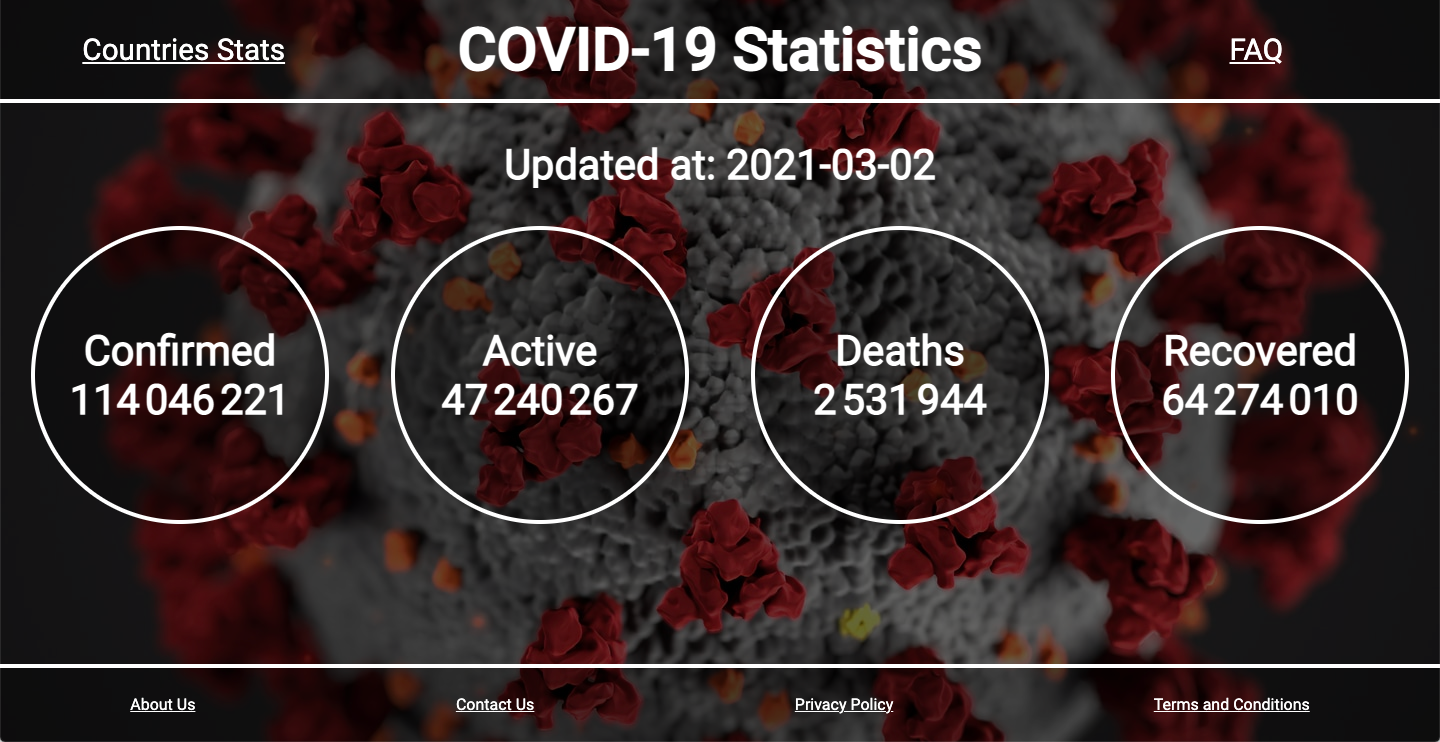 Countries Stats
COVID-19 Statistics
FAQ
Updated at: 2021-03-02
Confirmed
114 046 221
Active
47 240 267
Deaths
2 531 944
Recovered
64 274 010
About Us
Contact Us
Privacy Policy
Terms and Conditions